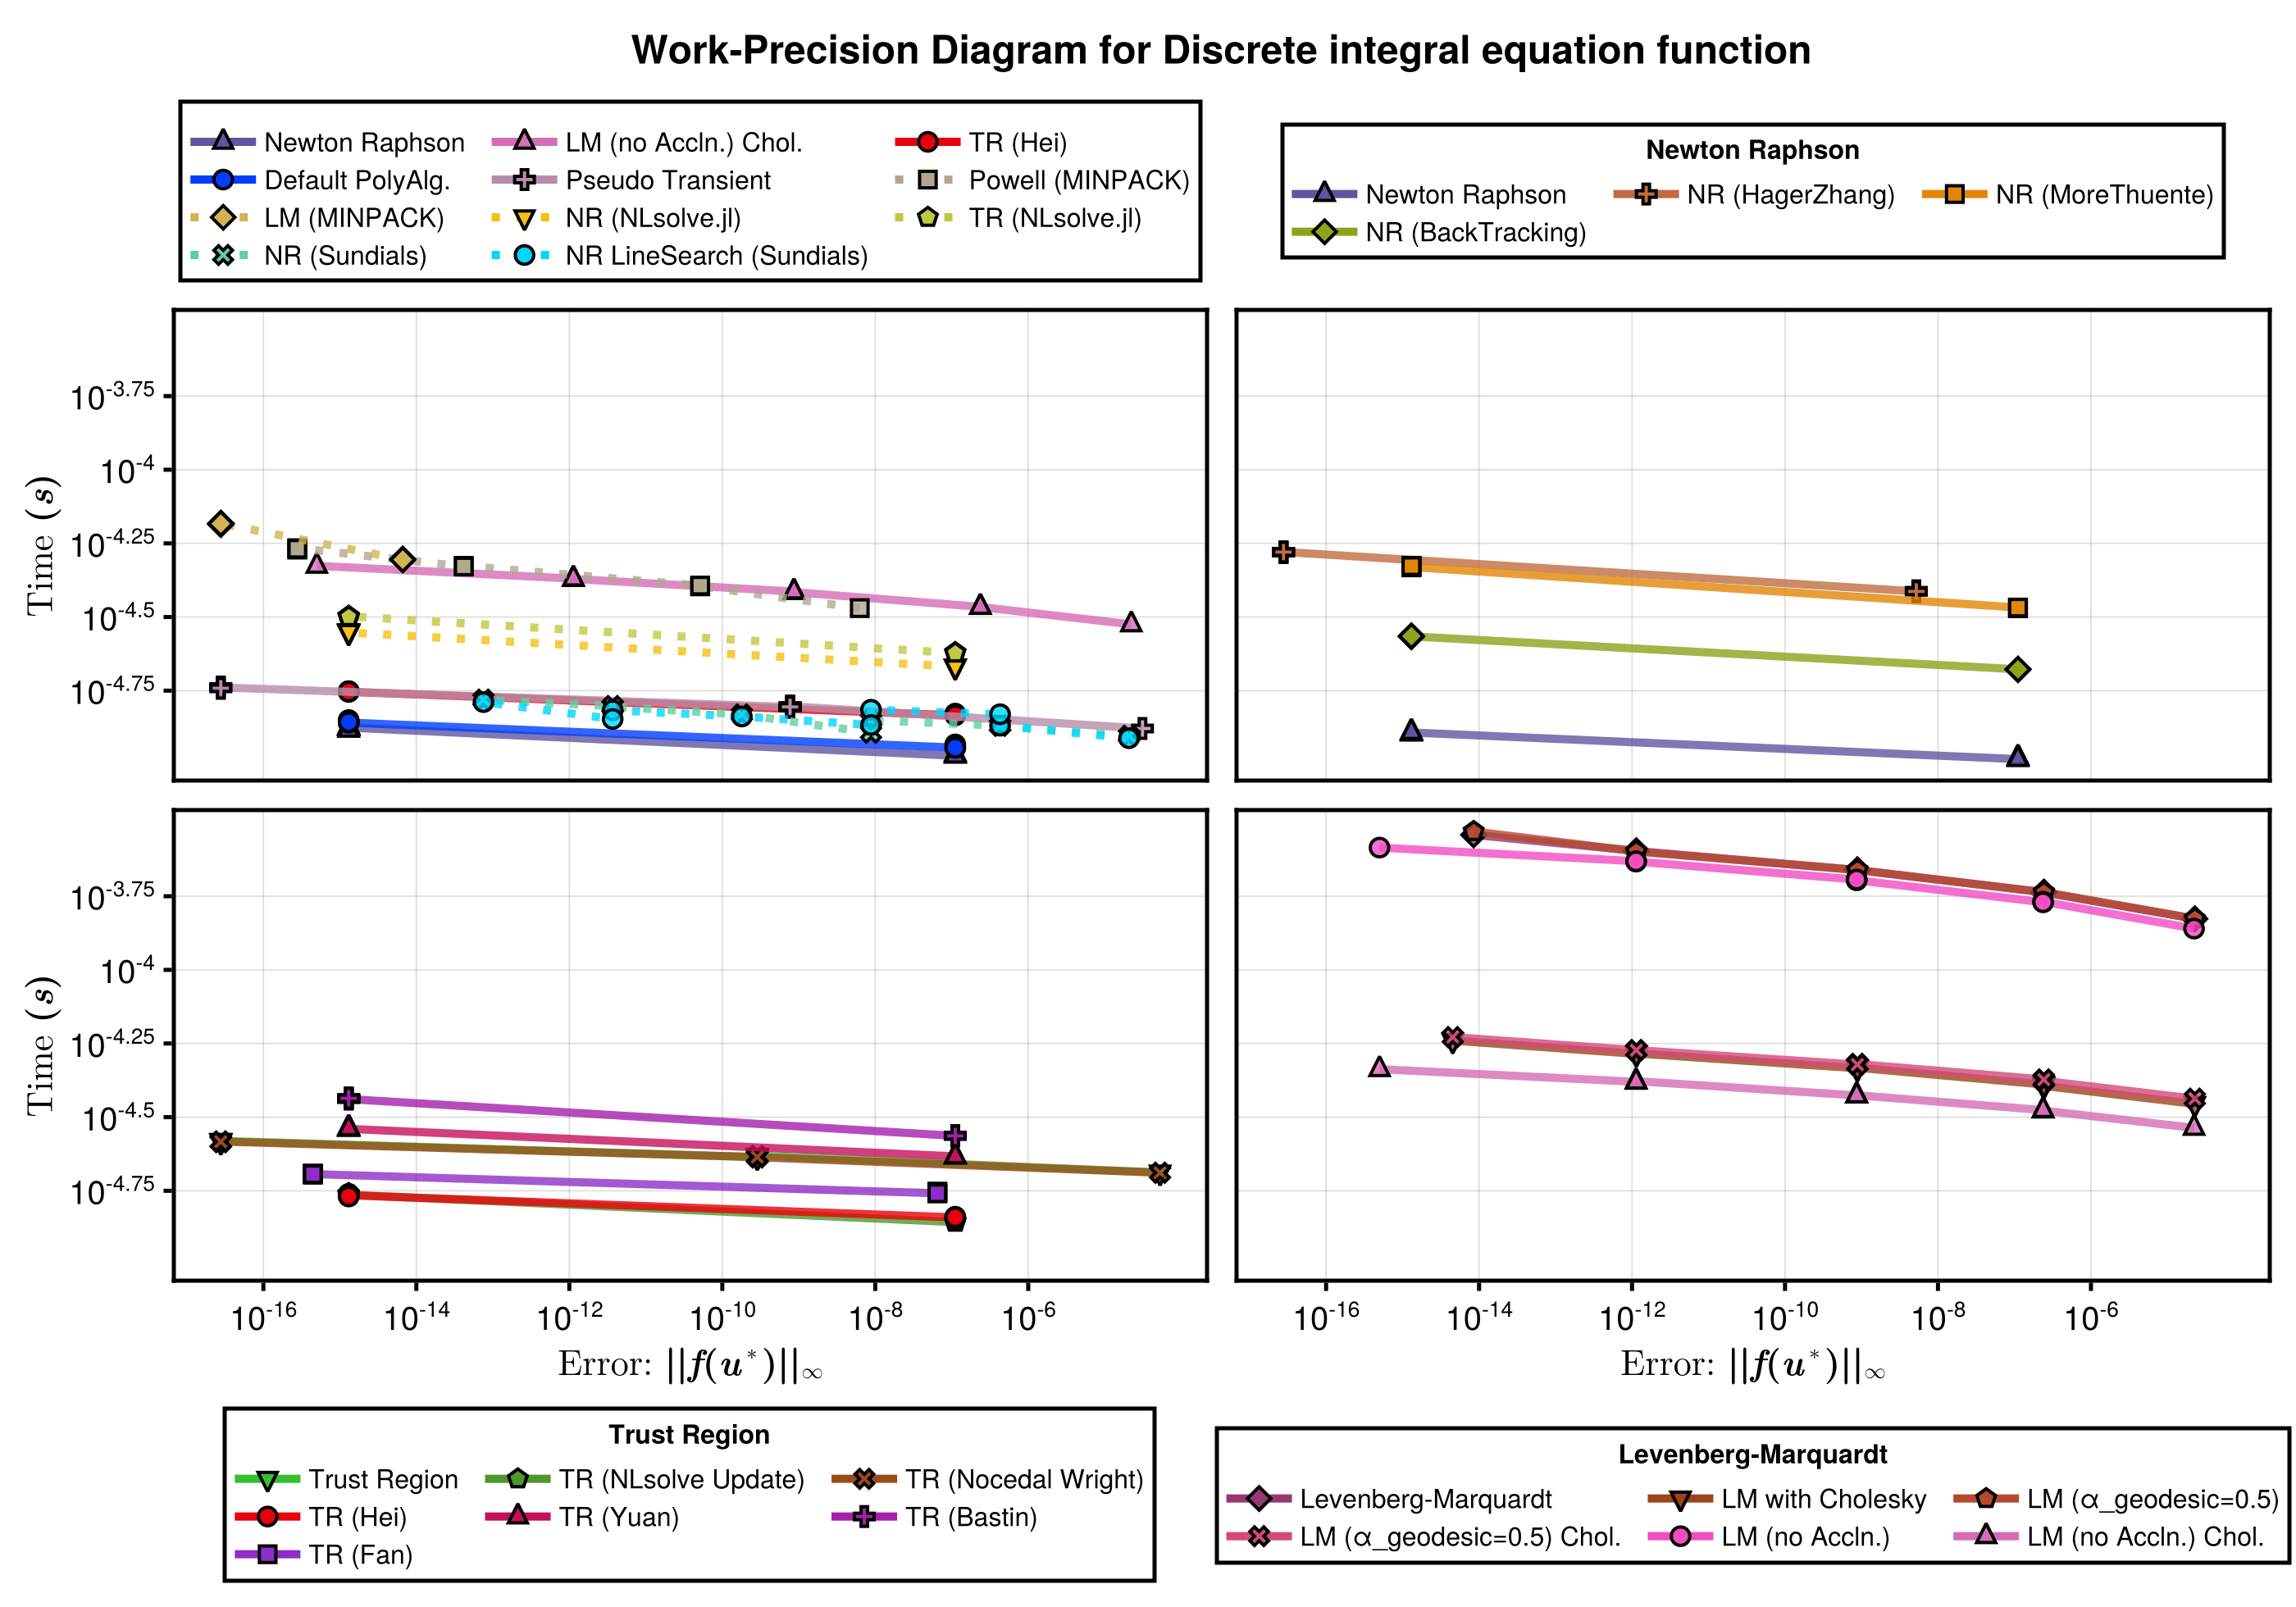 Work-Precision Diagram for Discrete integral equation function
Newton Raphson LM (no Accln.) Chol. TR (Hei)
Default PolyAlg. Pseudo Transient Powell (MINPACK)
LM (MINPACK) NR (NLsolve.jl) TR (NLsolve.jl)
NR (Sundials) NR LineSearch (Sundials)
Newton Raphson
Newton Raphson NR (HagerZhang) NR (MoreThuente)
NR (BackTracking)
Time (s)
10^-3.75
10^-4
10^-4.25
10^-4.5
10^-4.75
Time (s)
10^-3.75
10^-4
10^-4.25
10^-4.5
10^-4.75
10^-16 10^-14 10^-12 10^-10 10^-8 10^-6
Error: ||f(u*)||∞
10^-16 10^-14 10^-12 10^-10 10^-8 10^-6
Error: ||f(u*)||∞
Trust Region
Trust Region TR (NLsolve Update) TR (Nocedal Wright)
TR (Hei) TR (Yuan) TR (Bastin)
TR (Fan)
Levenberg-Marquardt
Levenberg-Marquardt LM with Cholesky LM (α_geodesic=0.5)
LM (α_geodesic=0.5) Chol. LM (no Accln.) LM (no Accln.) Chol.